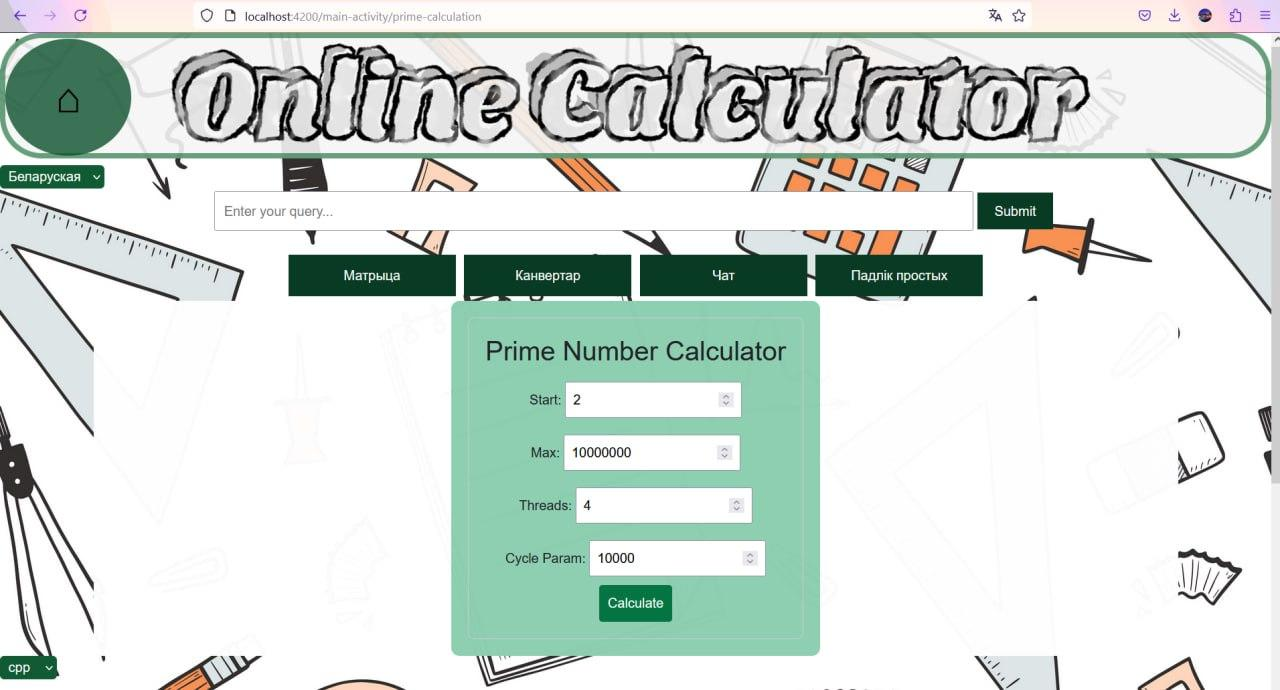 localhost:4200/main-activity/prime-calculation
Online Calculator
Беларуская
Enter your query...
Submit
Матрыца
Канвертар
Чат
Падлік простых
Prime Number Calculator
Start: 2
Max: 10000000
Threads: 4
Cycle Param: 10000
Calculate
cpp